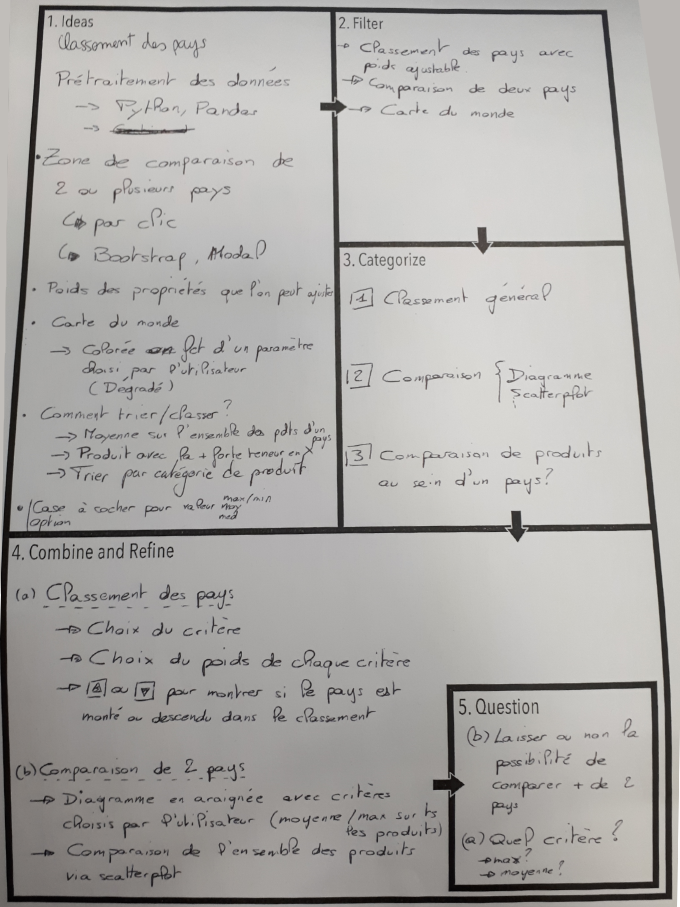 1. Ideas
Classement des pays
Prétraitement des données
→ Python, Pandas
→
• Zone de comparaison de
2 ou plusieurs pays
↳ par clic
↳ Bootstrap, Modal
• Poids des propriétés que l'on peut ajuster
• Carte du monde
→ Colorée en fct d'un paramètre
choisi par l'utilisateur
(Dégradé)
• Comment trier/classer ?
→ Moyenne sur l'ensemble des pdts d'un
pays
→ Produit avec la + forte teneur en X
→ Trier par catégorie de produit
• Case à cocher pour valeur max/min
moy
med
option
2. Filter
→ Classement des pays avec
poids ajustable.
→ Comparaison de deux pays
→ Carte du monde
3. Categorize
1 Classement général
2 Comparaison { Diagramme
Scatterplot
3 Comparaison de produits
au sein d'un pays?
4. Combine and Refine
(a) Classement des pays
→ Choix du critère
→ Choix du poids de chaque critère
→ ▲ ou ▼ pour montrer si le pays est
monté ou descendu dans le classement
(b) Comparaison de 2 pays
→ Diagramme en araignée avec critères
choisis par l'utilisateur (moyenne/max sur ts
les produits)
→ Comparaison de l'ensemble des produits
via scatterplot
5. Question
(b) Laisser ou non la
possibilité de
comparer + de 2
pays
(a) Quel critère ?
→ max ?
→ moyenne ?